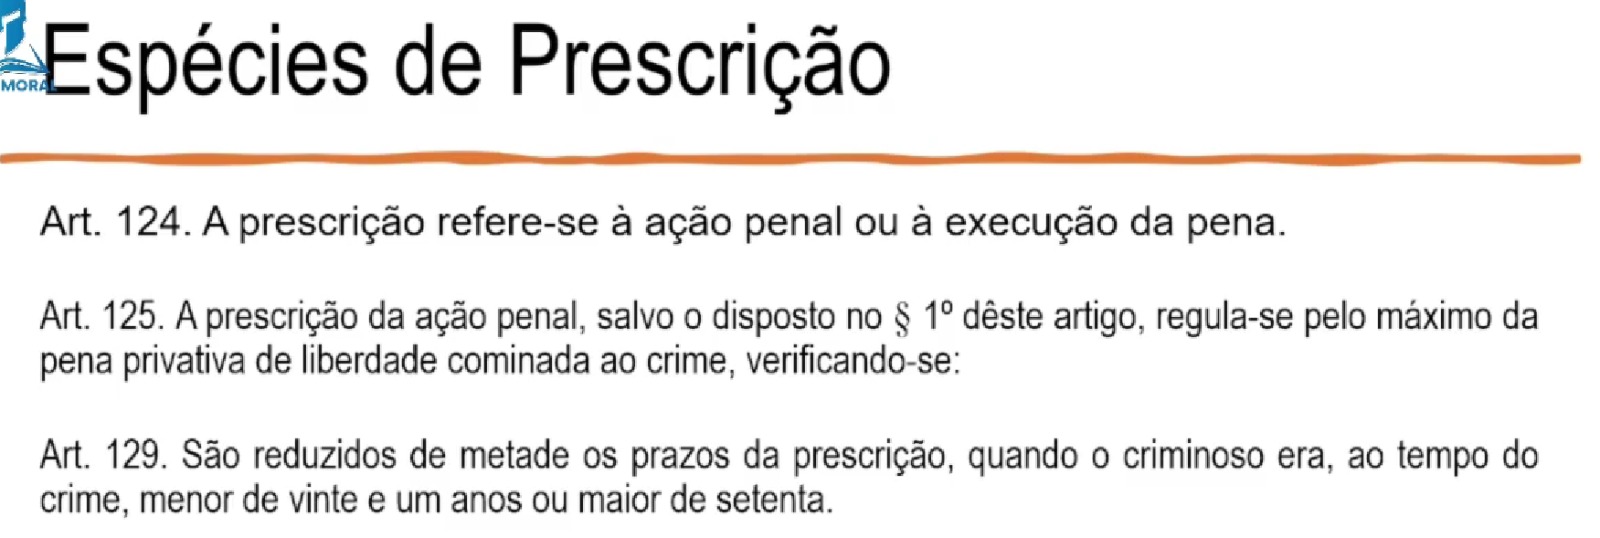 Espécies de Prescrição
MORAL
Art. 124. A prescrição refere-se à ação penal ou à execução da pena.
Art. 125. A prescrição da ação penal, salvo o disposto no § 1º dêste artigo, regula-se pelo máximo da
pena privativa de liberdade cominada ao crime, verificando-se:
Art. 129. São reduzidos de metade os prazos da prescrição, quando o criminoso era, ao tempo do
crime, menor de vinte e um anos ou maior de setenta.